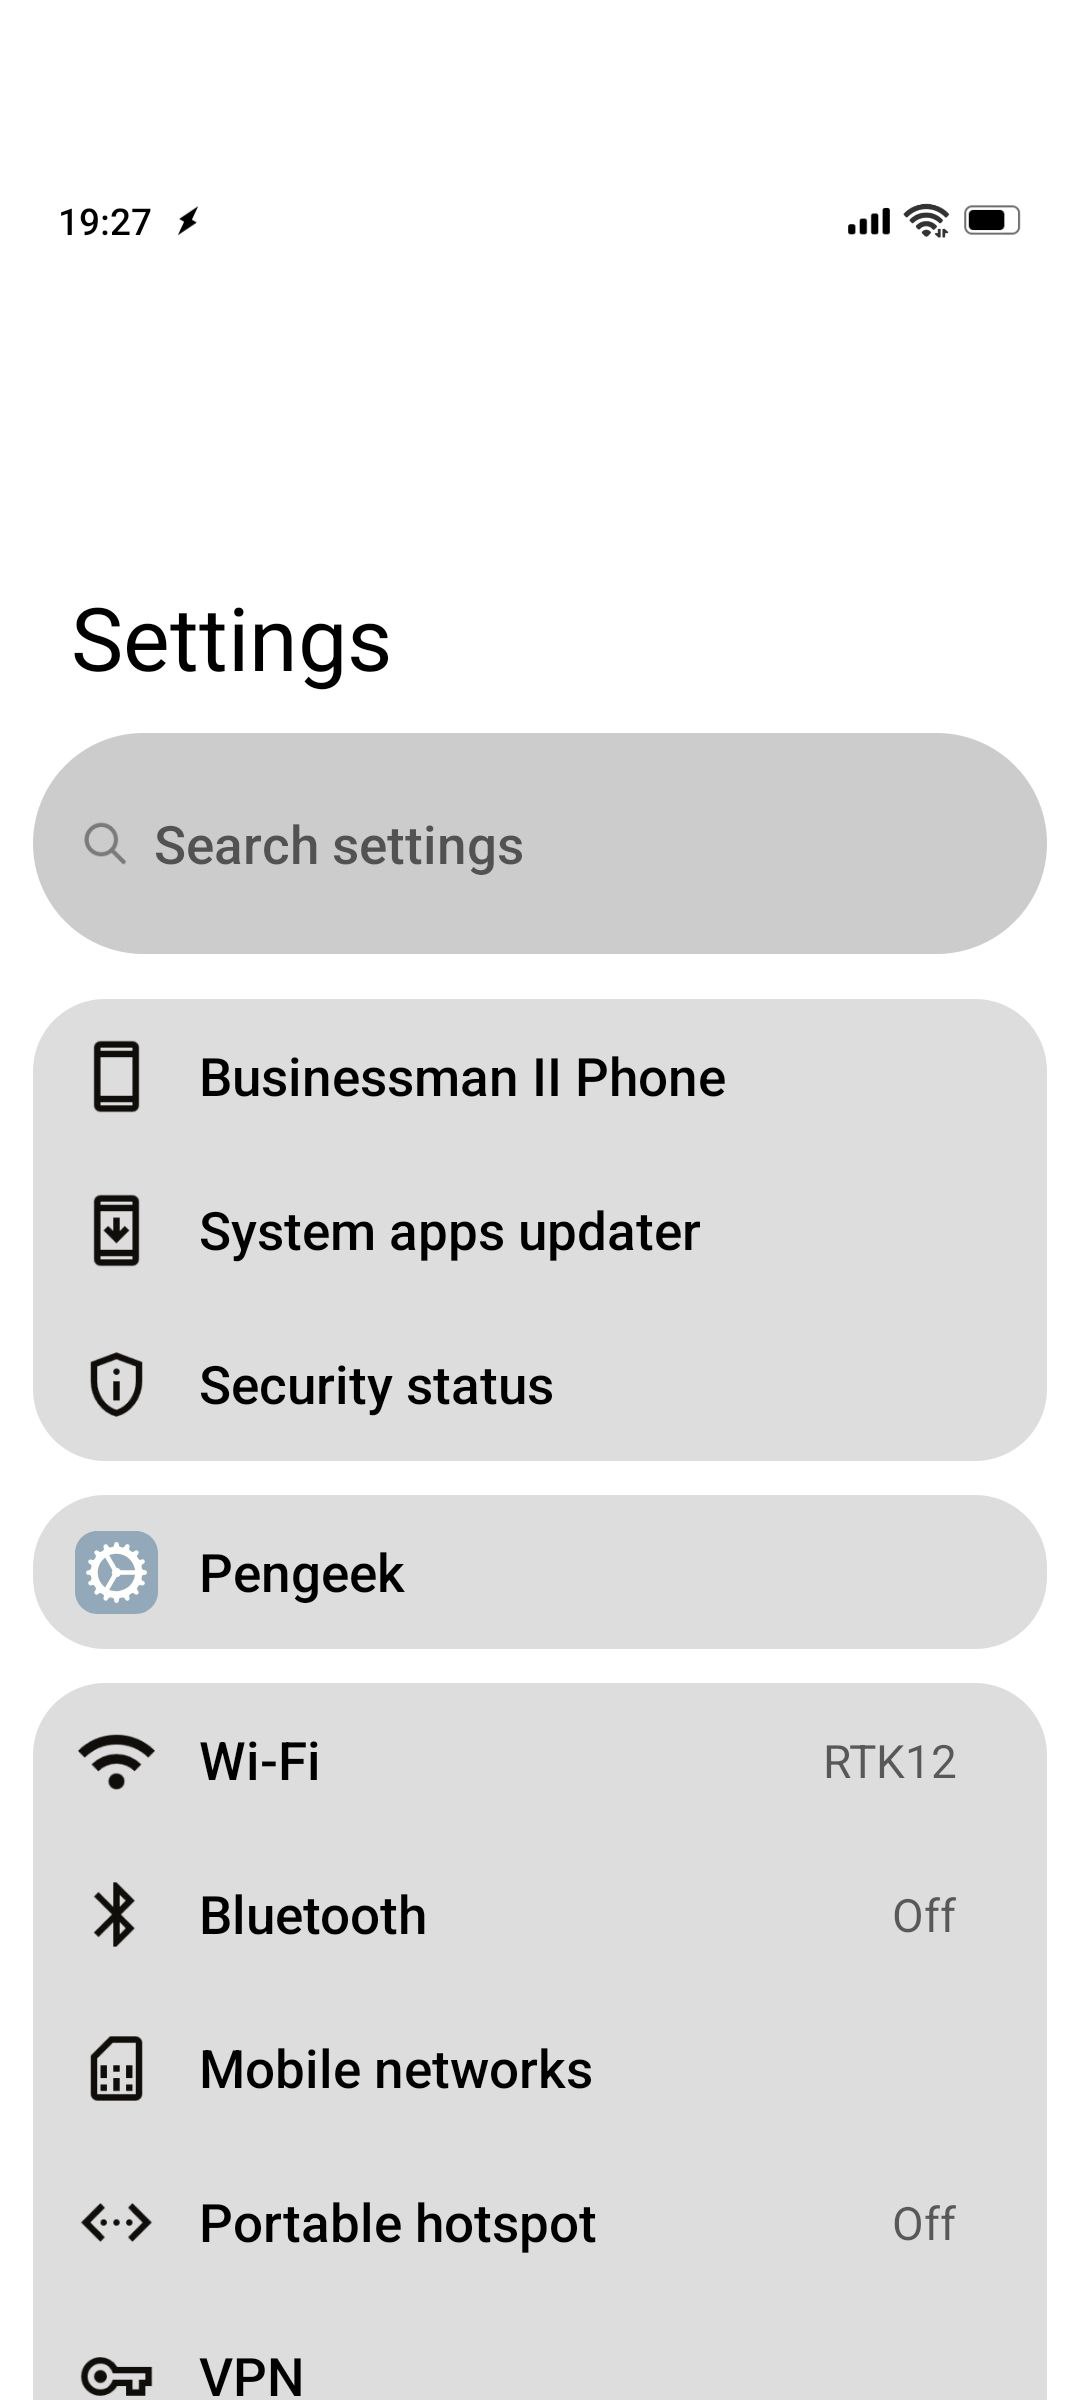 19:27
Settings
Search settings
Businessman II Phone
System apps updater
Security status
Pengeek
Wi-Fi RTK12
Bluetooth Off
Mobile networks
Portable hotspot Off
VPN